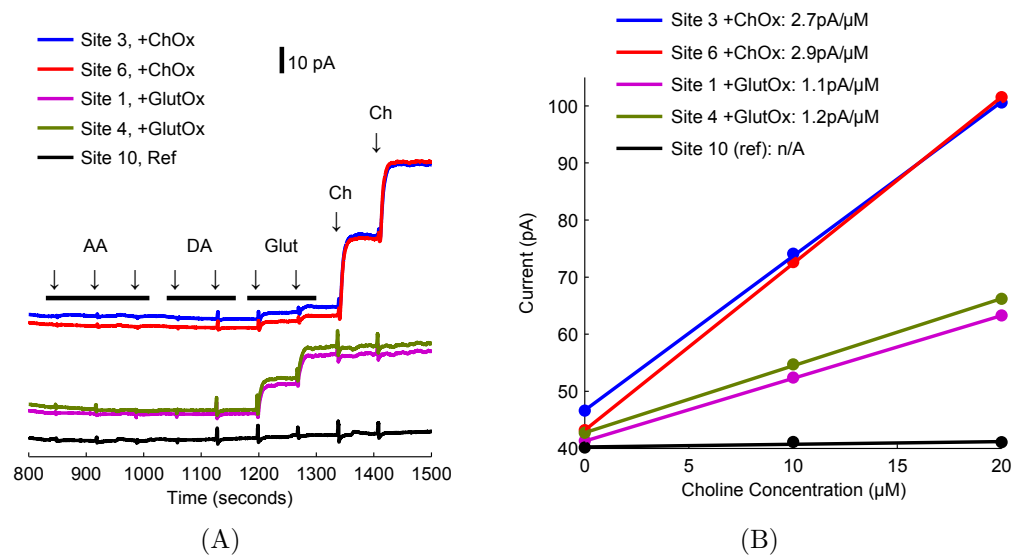 Site 3, +ChOx
Site 6, +ChOx
Site 1, +GlutOx
Site 4, +GlutOx
Site 10, Ref
10 pA
Ch
Ch
AA DA Glut
800 900 1000 1100 1200 1300 1400 1500
Time (seconds)
(A)
Site 3 +ChOx: 2.7pA/µM
Site 6 +ChOx: 2.9pA/µM
Site 1 +GlutOx: 1.1pA/µM
Site 4 +GlutOx: 1.2pA/µM
Site 10 (ref): n/A
Current (pA)
100
90
80
70
60
50
40
0 5 10 15 20
Choline Concentration (µM)
(B)